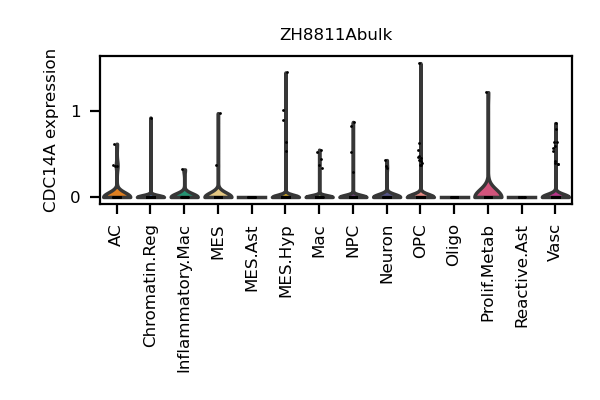 ZH8811Abulk
CDC14A expression
1
0
AC
Chromatin.Reg
Inflammatory.Mac
MES
MES.Ast
MES.Hyp
Mac
NPC
Neuron
OPC
Oligo
Prolif.Metab
Reactive.Ast
Vasc